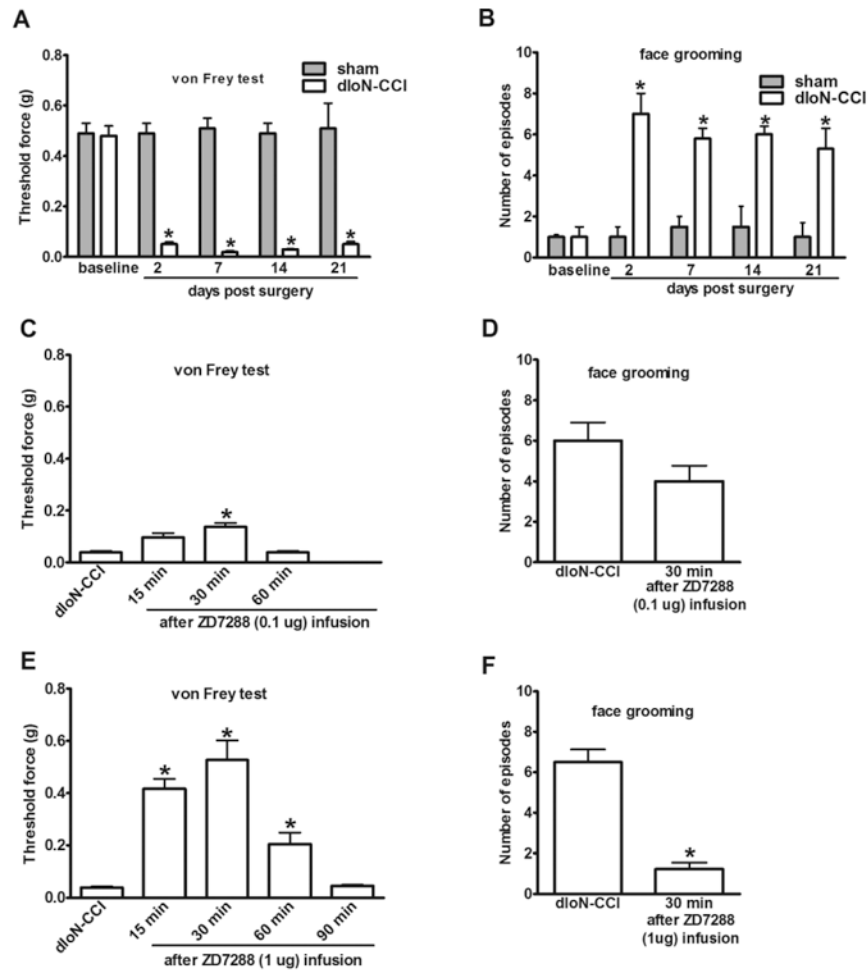 A
von Frey test
sham
dIoN-CCI
Threshold force (g)
0.8
0.6
0.4
0.2
0.0
* * * *
baseline 2 7 14 21
days post surgery
B
face grooming
sham
dIoN-CCI
Number of episodes
10
8
6
4
2
0
* * * *
baseline 2 7 14 21
days post surgery
C
von Frey test
Threshold force (g)
0.8
0.6
0.4
0.2
0.0
*
dIoN-CCI 15 min 30 min 60 min
after ZD7288 (0.1 ug) infusion
D
face grooming
Number of episodes
10
8
6
4
2
0
dIoN-CCI 30 min
after ZD7288
(0.1 ug) infusion
E
von Frey test
Threshold force (g)
0.8
0.6
0.4
0.2
0.0
* * *
dIoN-CCI 15 min 30 min 60 min 90 min
after ZD7288 (1 ug) infusion
F
face grooming
Number of episodes
10
8
6
4
2
0
*
dIoN-CCI 30 min
after ZD7288
(1ug) infusion